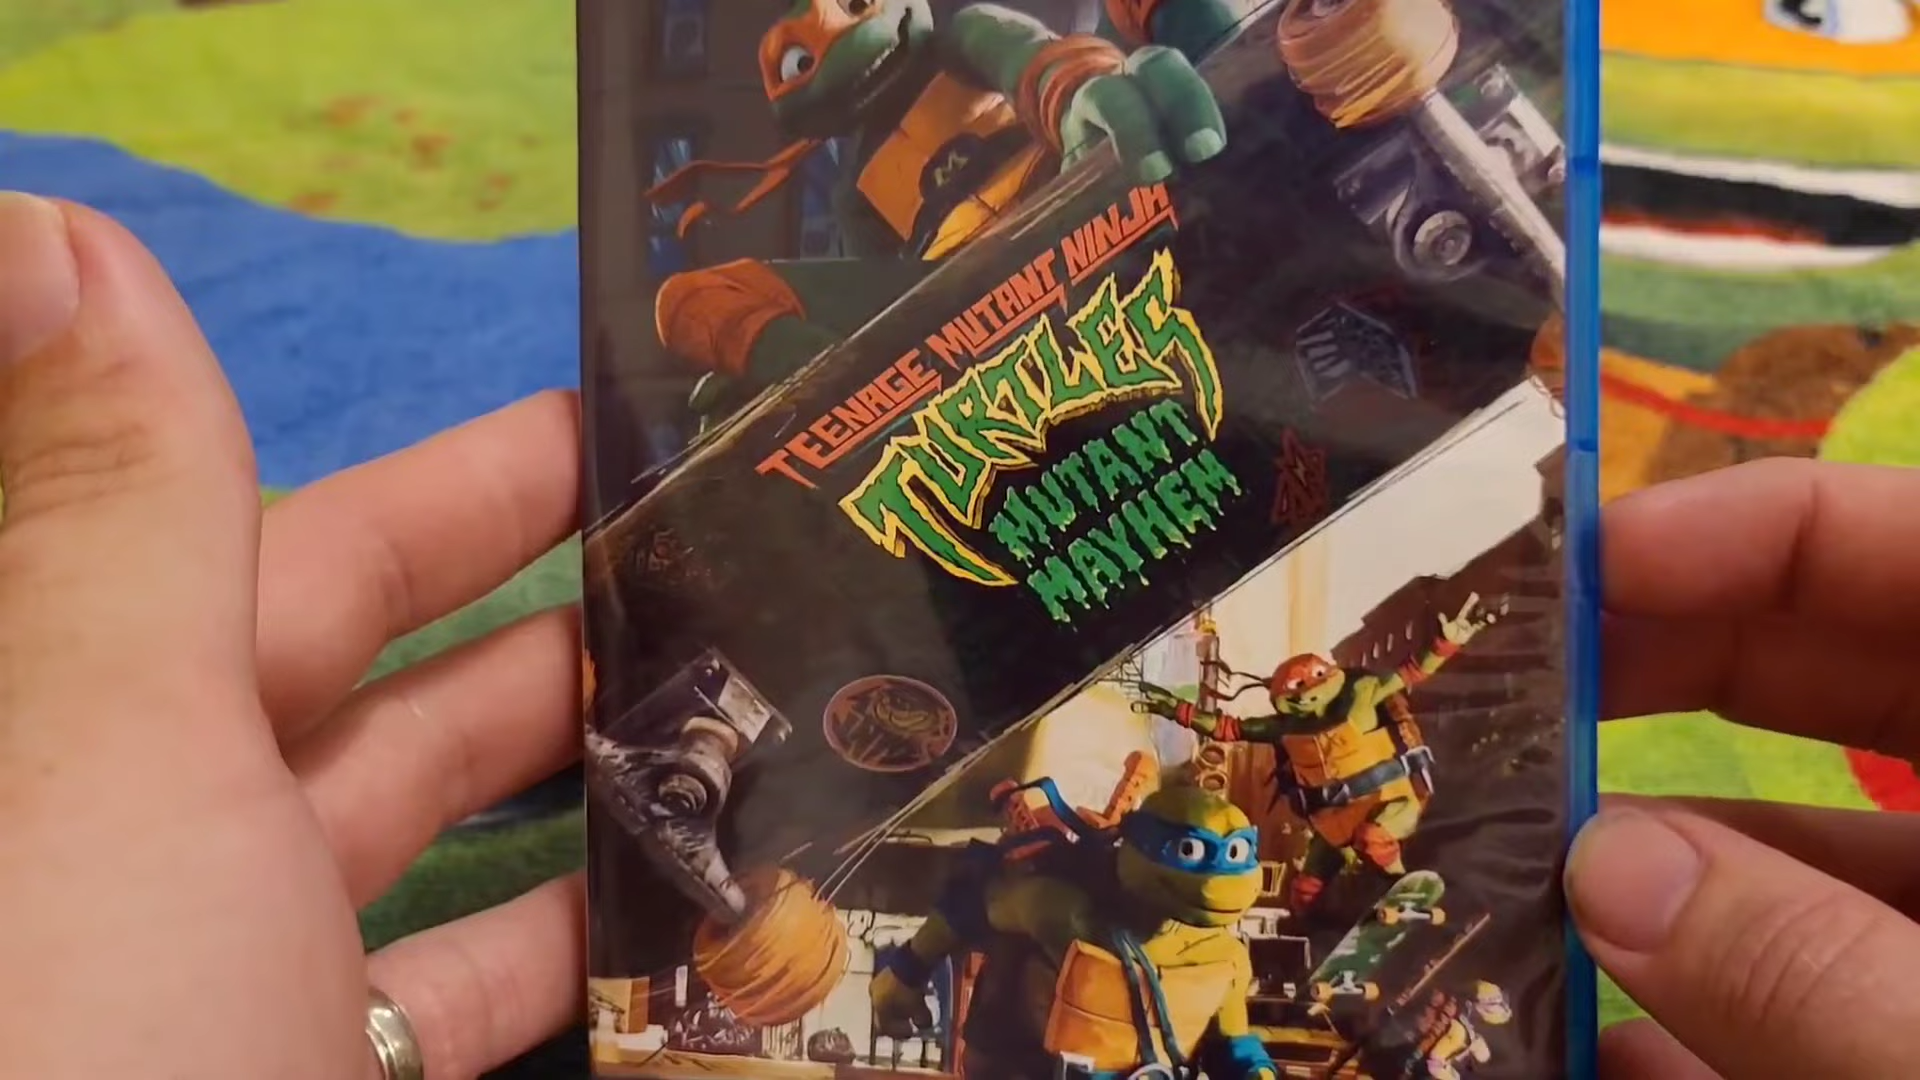 TEENAGE MUTANT NINJA
TURTLES
MUTANT
MAYHEM